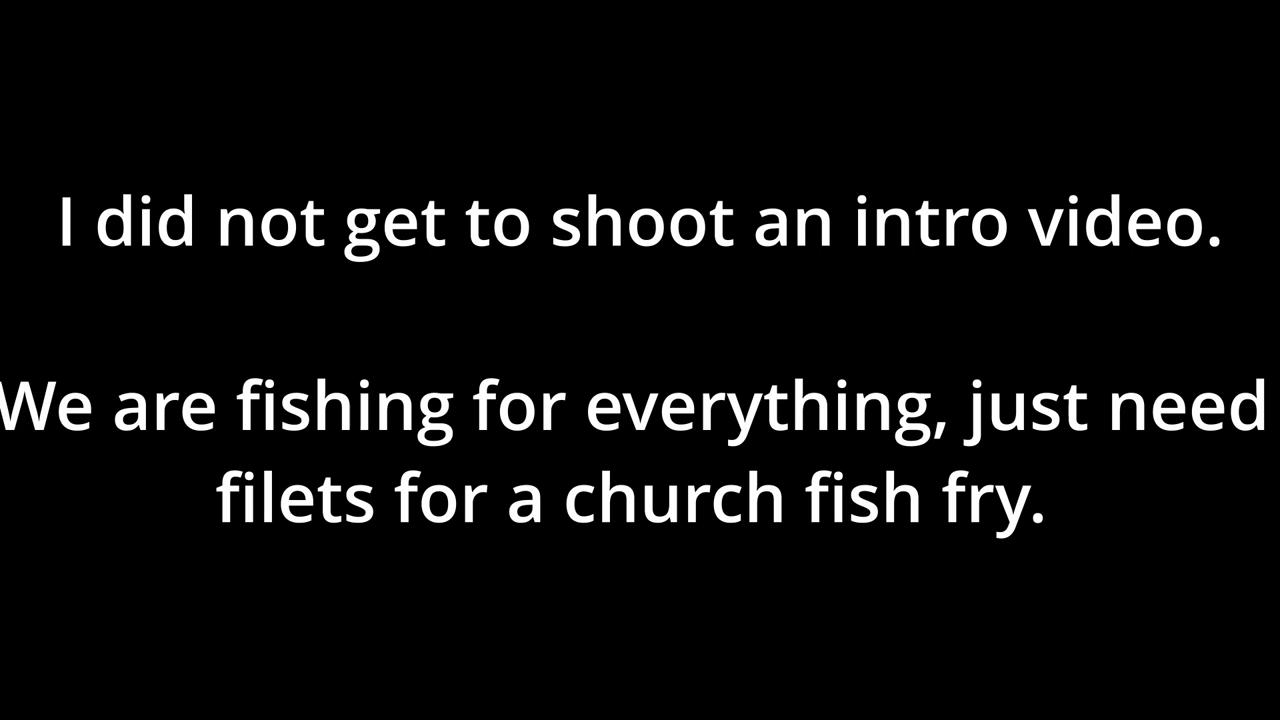 I did not get to shoot an intro video.
We are fishing for everything, just need
filets for a church fish fry.